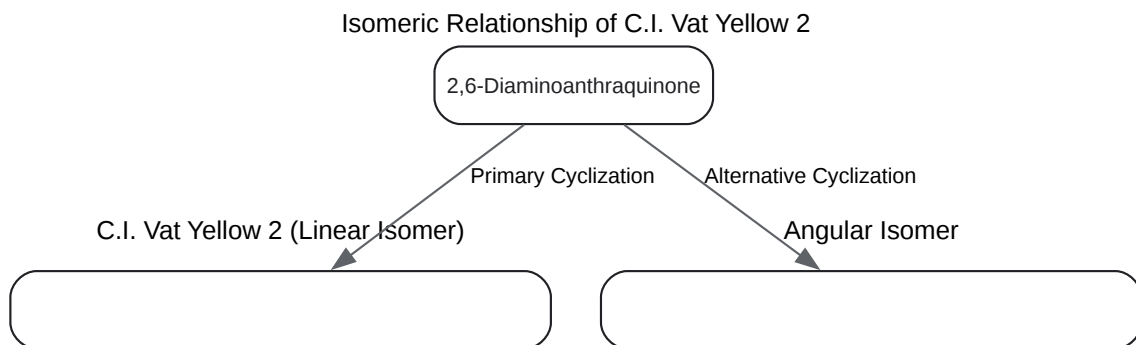 Isomeric Relationship of C.I. Vat Yellow 2
2,6-Diaminoanthraquinone
Primary Cyclization
Alternative Cyclization
C.I. Vat Yellow 2 (Linear Isomer)
Angular Isomer